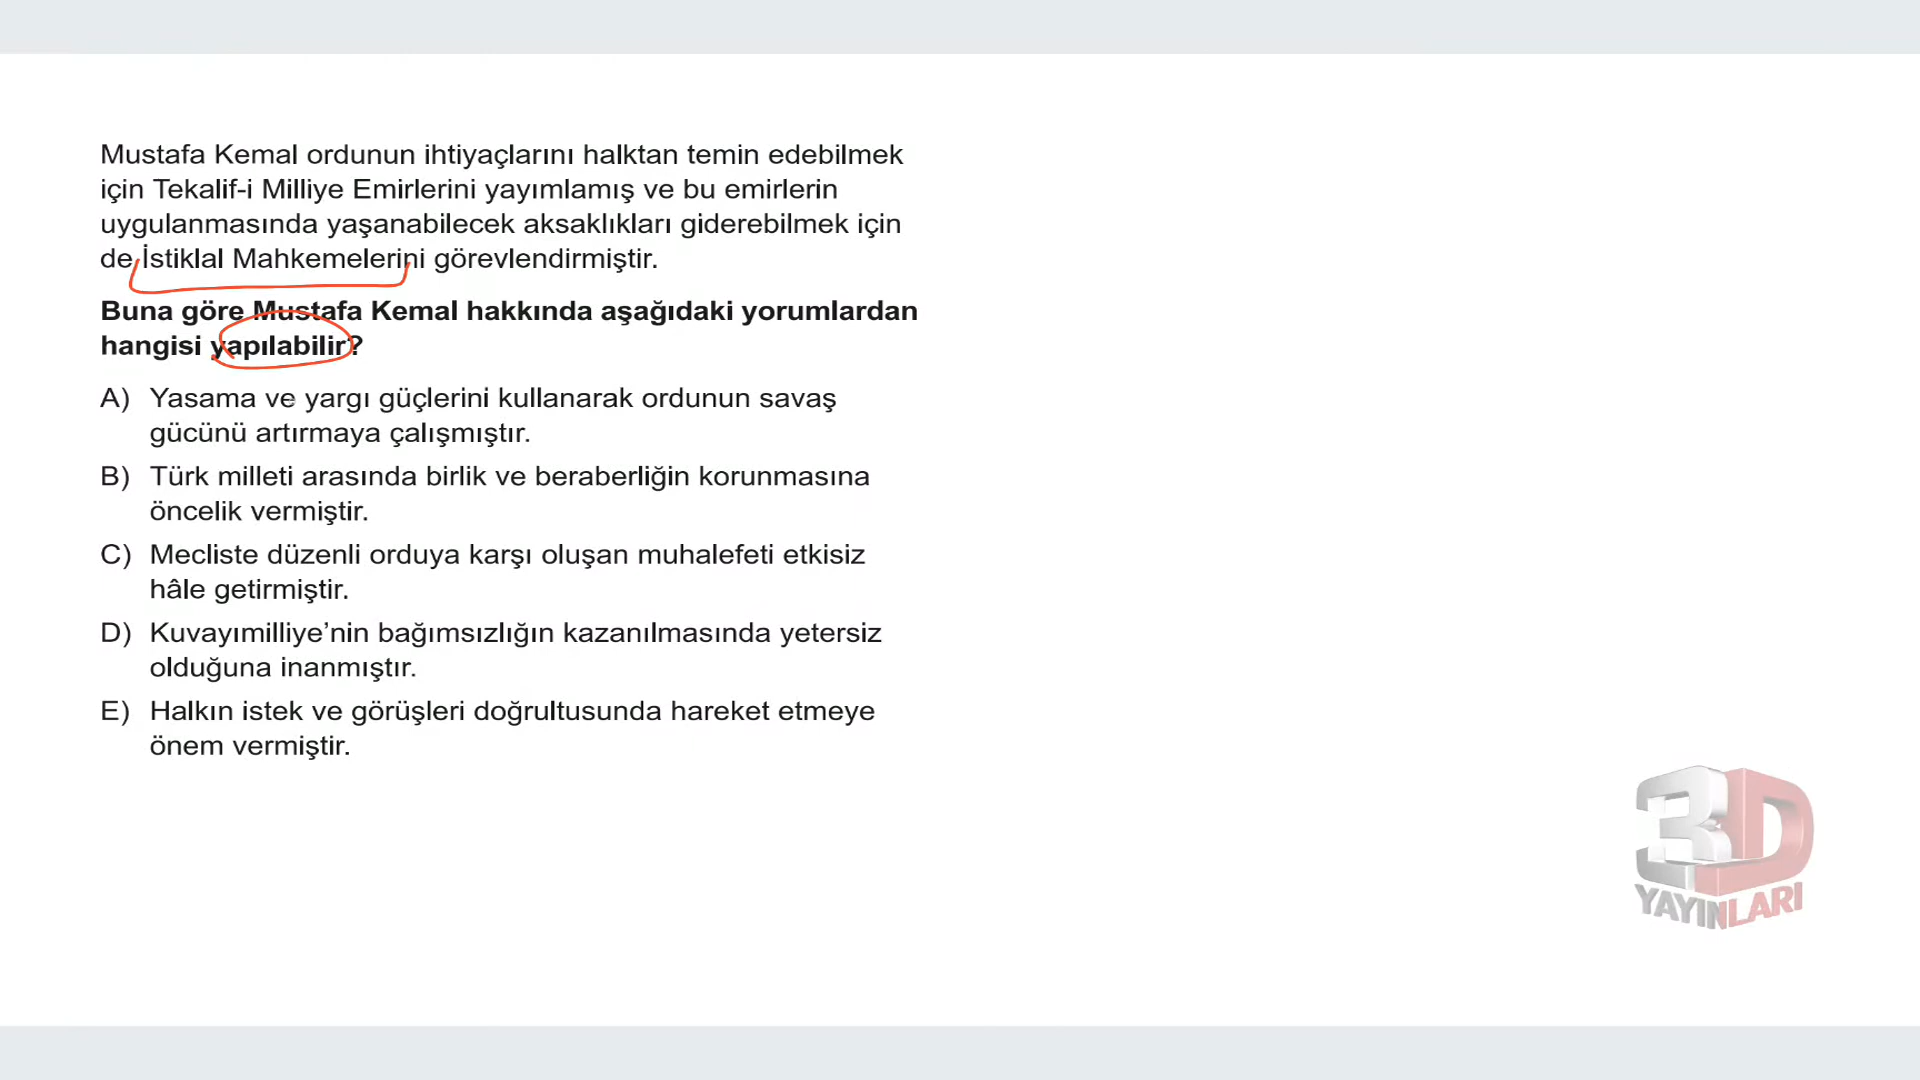 Mustafa Kemal ordunun ihtiyaçlarını halktan temin edebilmek
için Tekalif-i Milliye Emirlerini yayımlamış ve bu emirlerin
uygulanmasında yaşanabilecek aksaklıkları giderebilmek için
de İstiklal Mahkemelerini görevlendirmiştir.
Buna göre Mustafa Kemal hakkında aşağıdaki yorumlardan
hangisi yapılabilir?
A) Yasama ve yargı güçlerini kullanarak ordunun savaş
gücünü artırmaya çalışmıştır.
B) Türk milleti arasında birlik ve beraberliğin korunmasına
öncelik vermiştir.
C) Mecliste düzenli orduya karşı oluşan muhalefeti etkisiz
hâle getirmiştir.
D) Kuvayımilliye’nin bağımsızlığın kazanılmasında yetersiz
olduğuna inanmıştır.
E) Halkın istek ve görüşleri doğrultusunda hareket etmeye
önem vermiştir.
3D
YAYINLARI